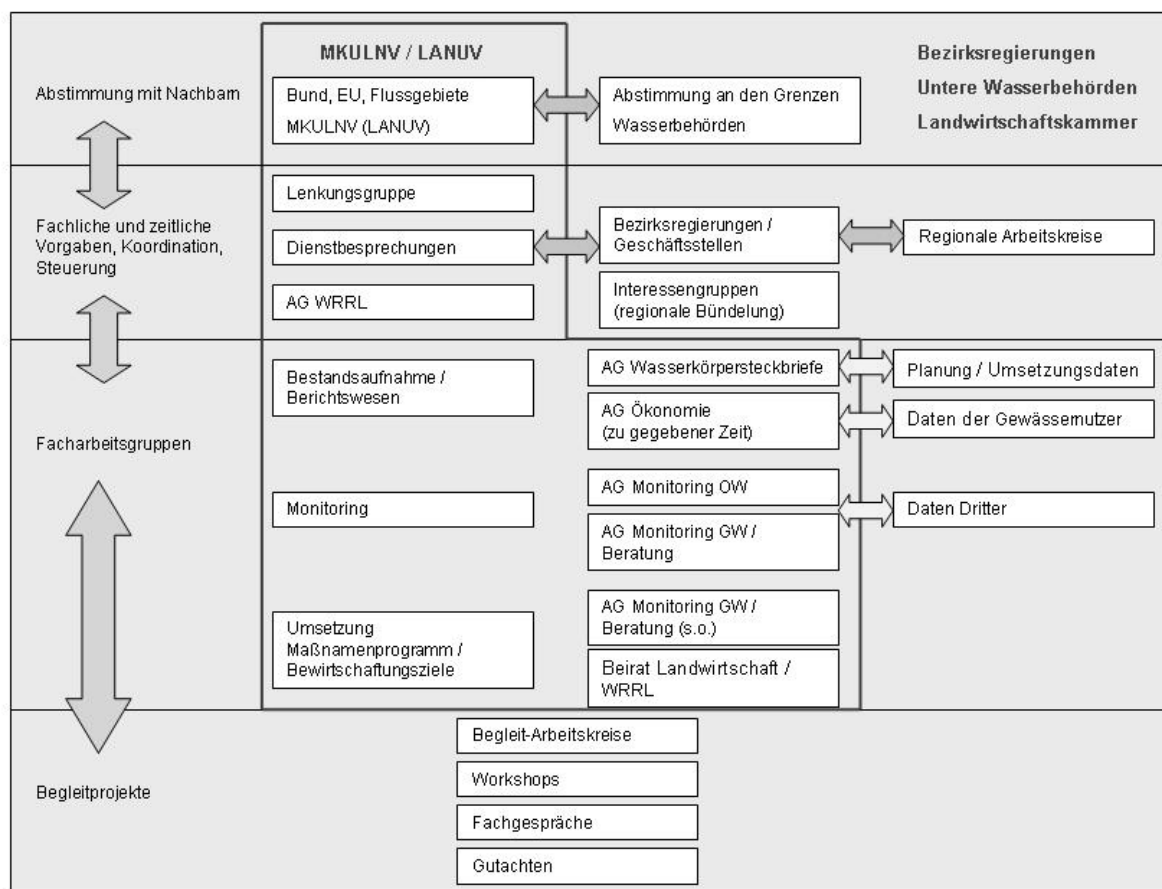 MKULNV / LANUV
Bezirksregierungen
Untere Wasserbehörden
Landwirtschaftskammer
Abstimmung mit Nachbarn
Bund, EU, Flussgebiete
MKULNV (LANUV)
Abstimmung an den Grenzen
Wasserbehörden
Fachliche und zeitliche
Vorgaben, Koordination,
Steuerung
Lenkungsgruppe
Dienstbesprechungen
AG WRRL
Bezirksregierungen /
Geschäftsstellen
Regionale Arbeitskreise
Interessengruppen
(regionale Bündelung)
Facharbeitsgruppen
Bestandsaufnahme /
Berichtswesen
AG Wasserkörpersteckbriefe
Planung / Umsetzungsdaten
AG Ökonomie
(zu gegebener Zeit)
Daten der Gewässernutzer
Monitoring
AG Monitoring OW
Daten Dritter
AG Monitoring GW /
Beratung
Umsetzung
Maßnamenprogramm /
Bewirtschaftungsziele
AG Monitoring GW /
Beratung (s.o.)
Beirat Landwirtschaft /
WRRL
Begleitprojekte
Begleit-Arbeitskreise
Workshops
Fachgespräche
Gutachten